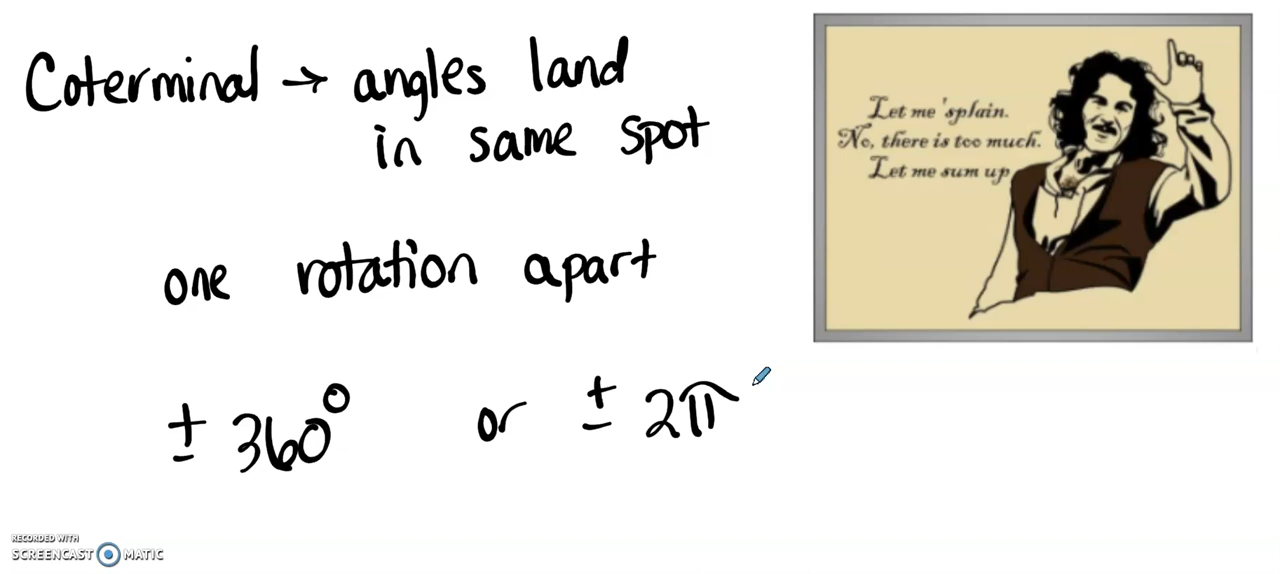 Coterminal → angles land
in same spot
one rotation apart
± 360° or ± 2π
Let me 'splain.
No, there is too much.
Let me sum up
RECORDED WITH
SCREENCAST MATIC